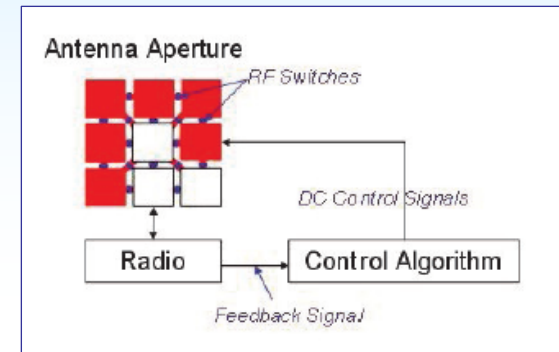 Antenna Aperture
RF Switches
DC Control Signals
Radio
Control Algorithm
Feedback Signal